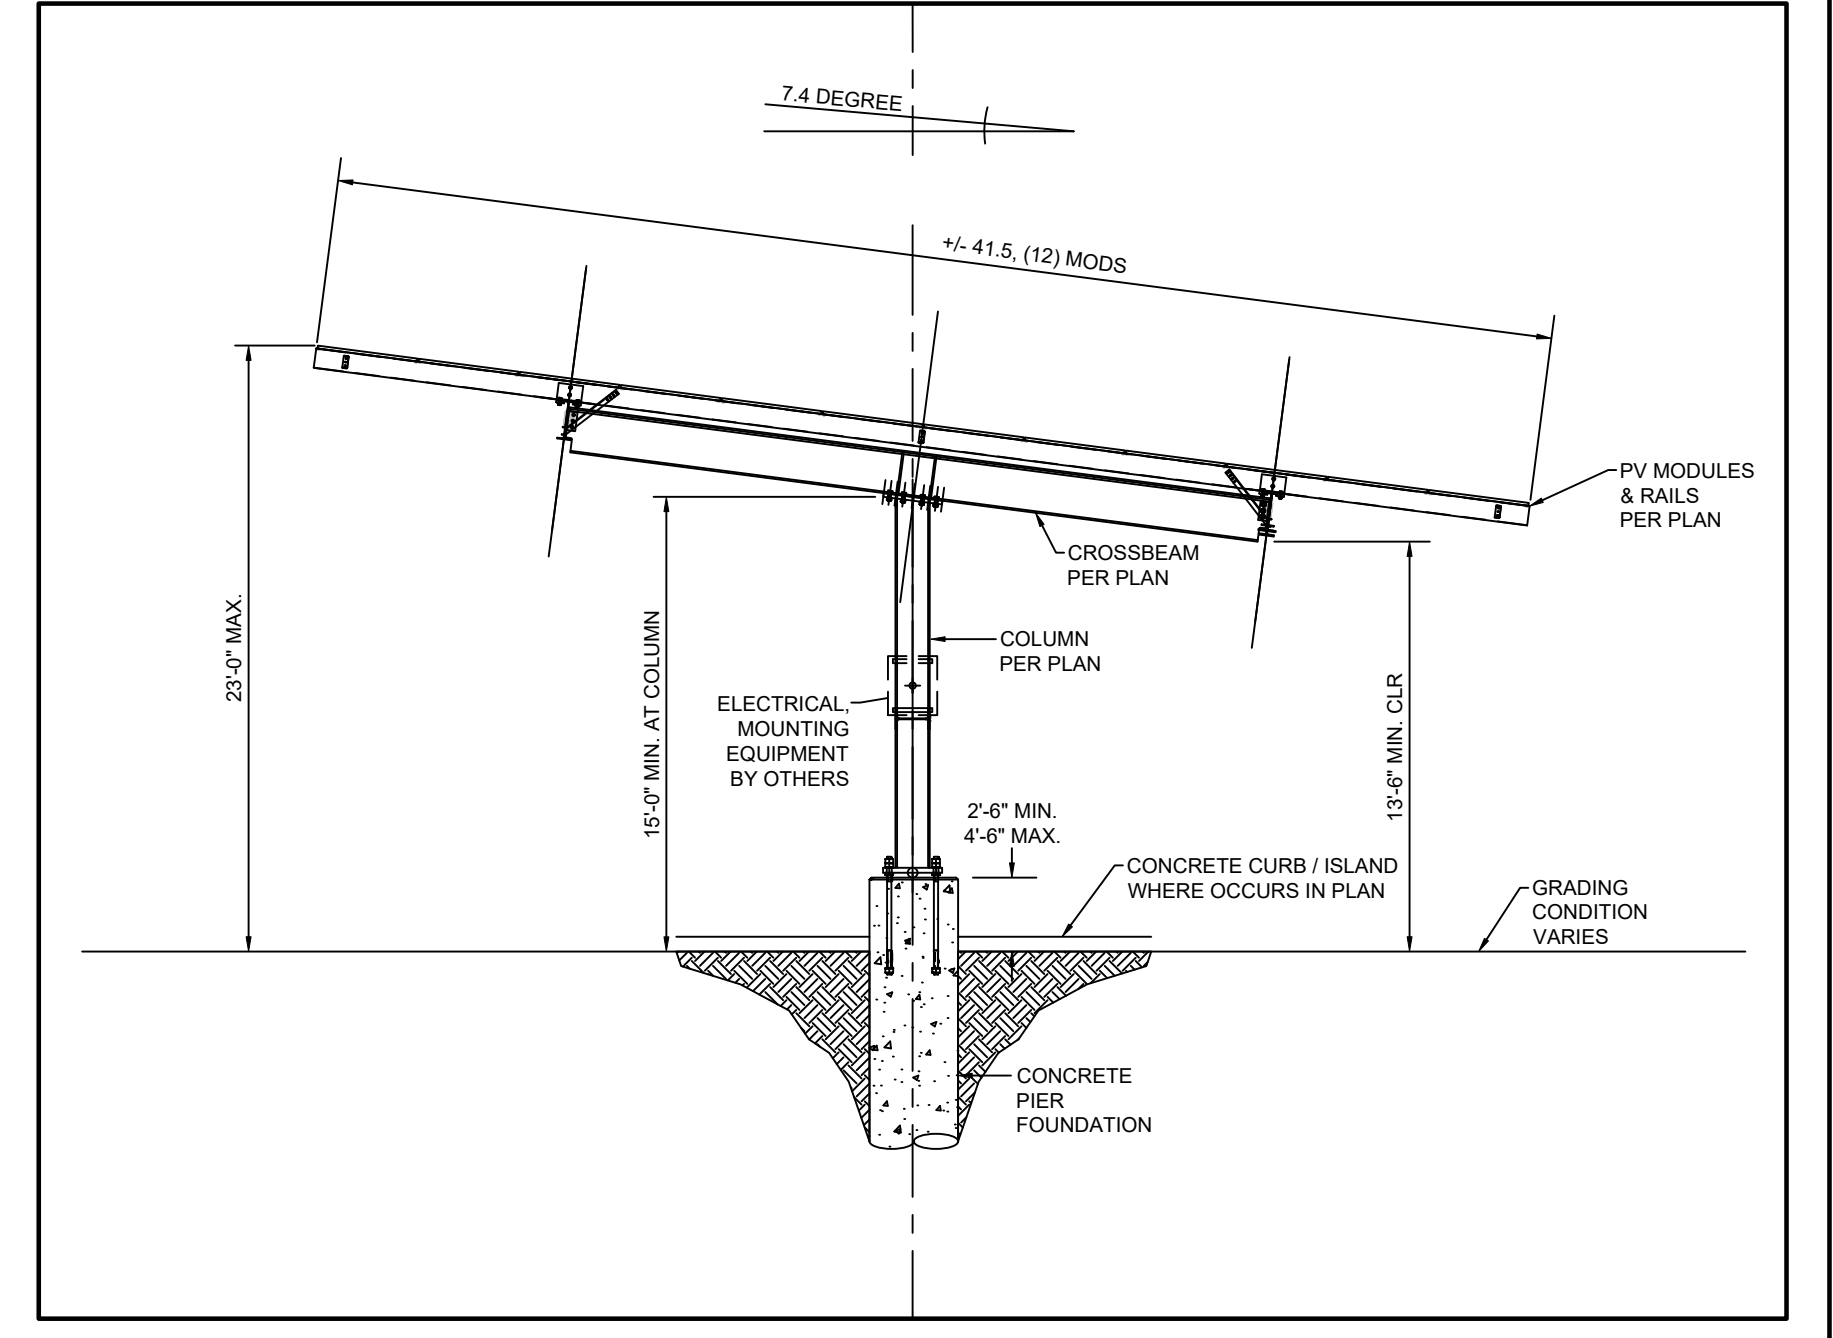 7.4 DEGREE
+/- 41.5, (12) MODS
PV MODULES
& RAILS
PER PLAN
CROSSBEAM
PER PLAN
23'-0" MAX.
15'-0" MIN. AT COLUMN
COLUMN
PER PLAN
13'-6" MIN. CLR
ELECTRICAL,
MOUNTING
EQUIPMENT
BY OTHERS
2'-6" MIN.
4'-6" MAX.
CONCRETE CURB / ISLAND
WHERE OCCURS IN PLAN
GRADING
CONDITION
VARIES
CONCRETE
PIER
FOUNDATION